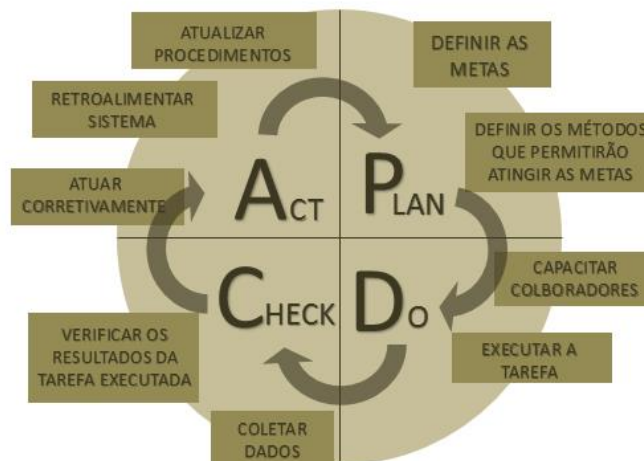 ATUALIZAR
PROCEDIMENTOS
DEFINIR AS
METAS
RETROALIMENTAR
SISTEMA
DEFINIR OS MÉTODOS
QUE PERMITIRÃO
ATINGIR AS METAS
ATUAR
CORRETIVAMENTE
ACT
PLAN
CHECK
DO
CAPACITAR
COLBORADORES
VERIFICAR OS
RESULTADOS DA
TAREFA EXECUTADA
EXECUTAR A
TAREFA
COLETAR
DADOS